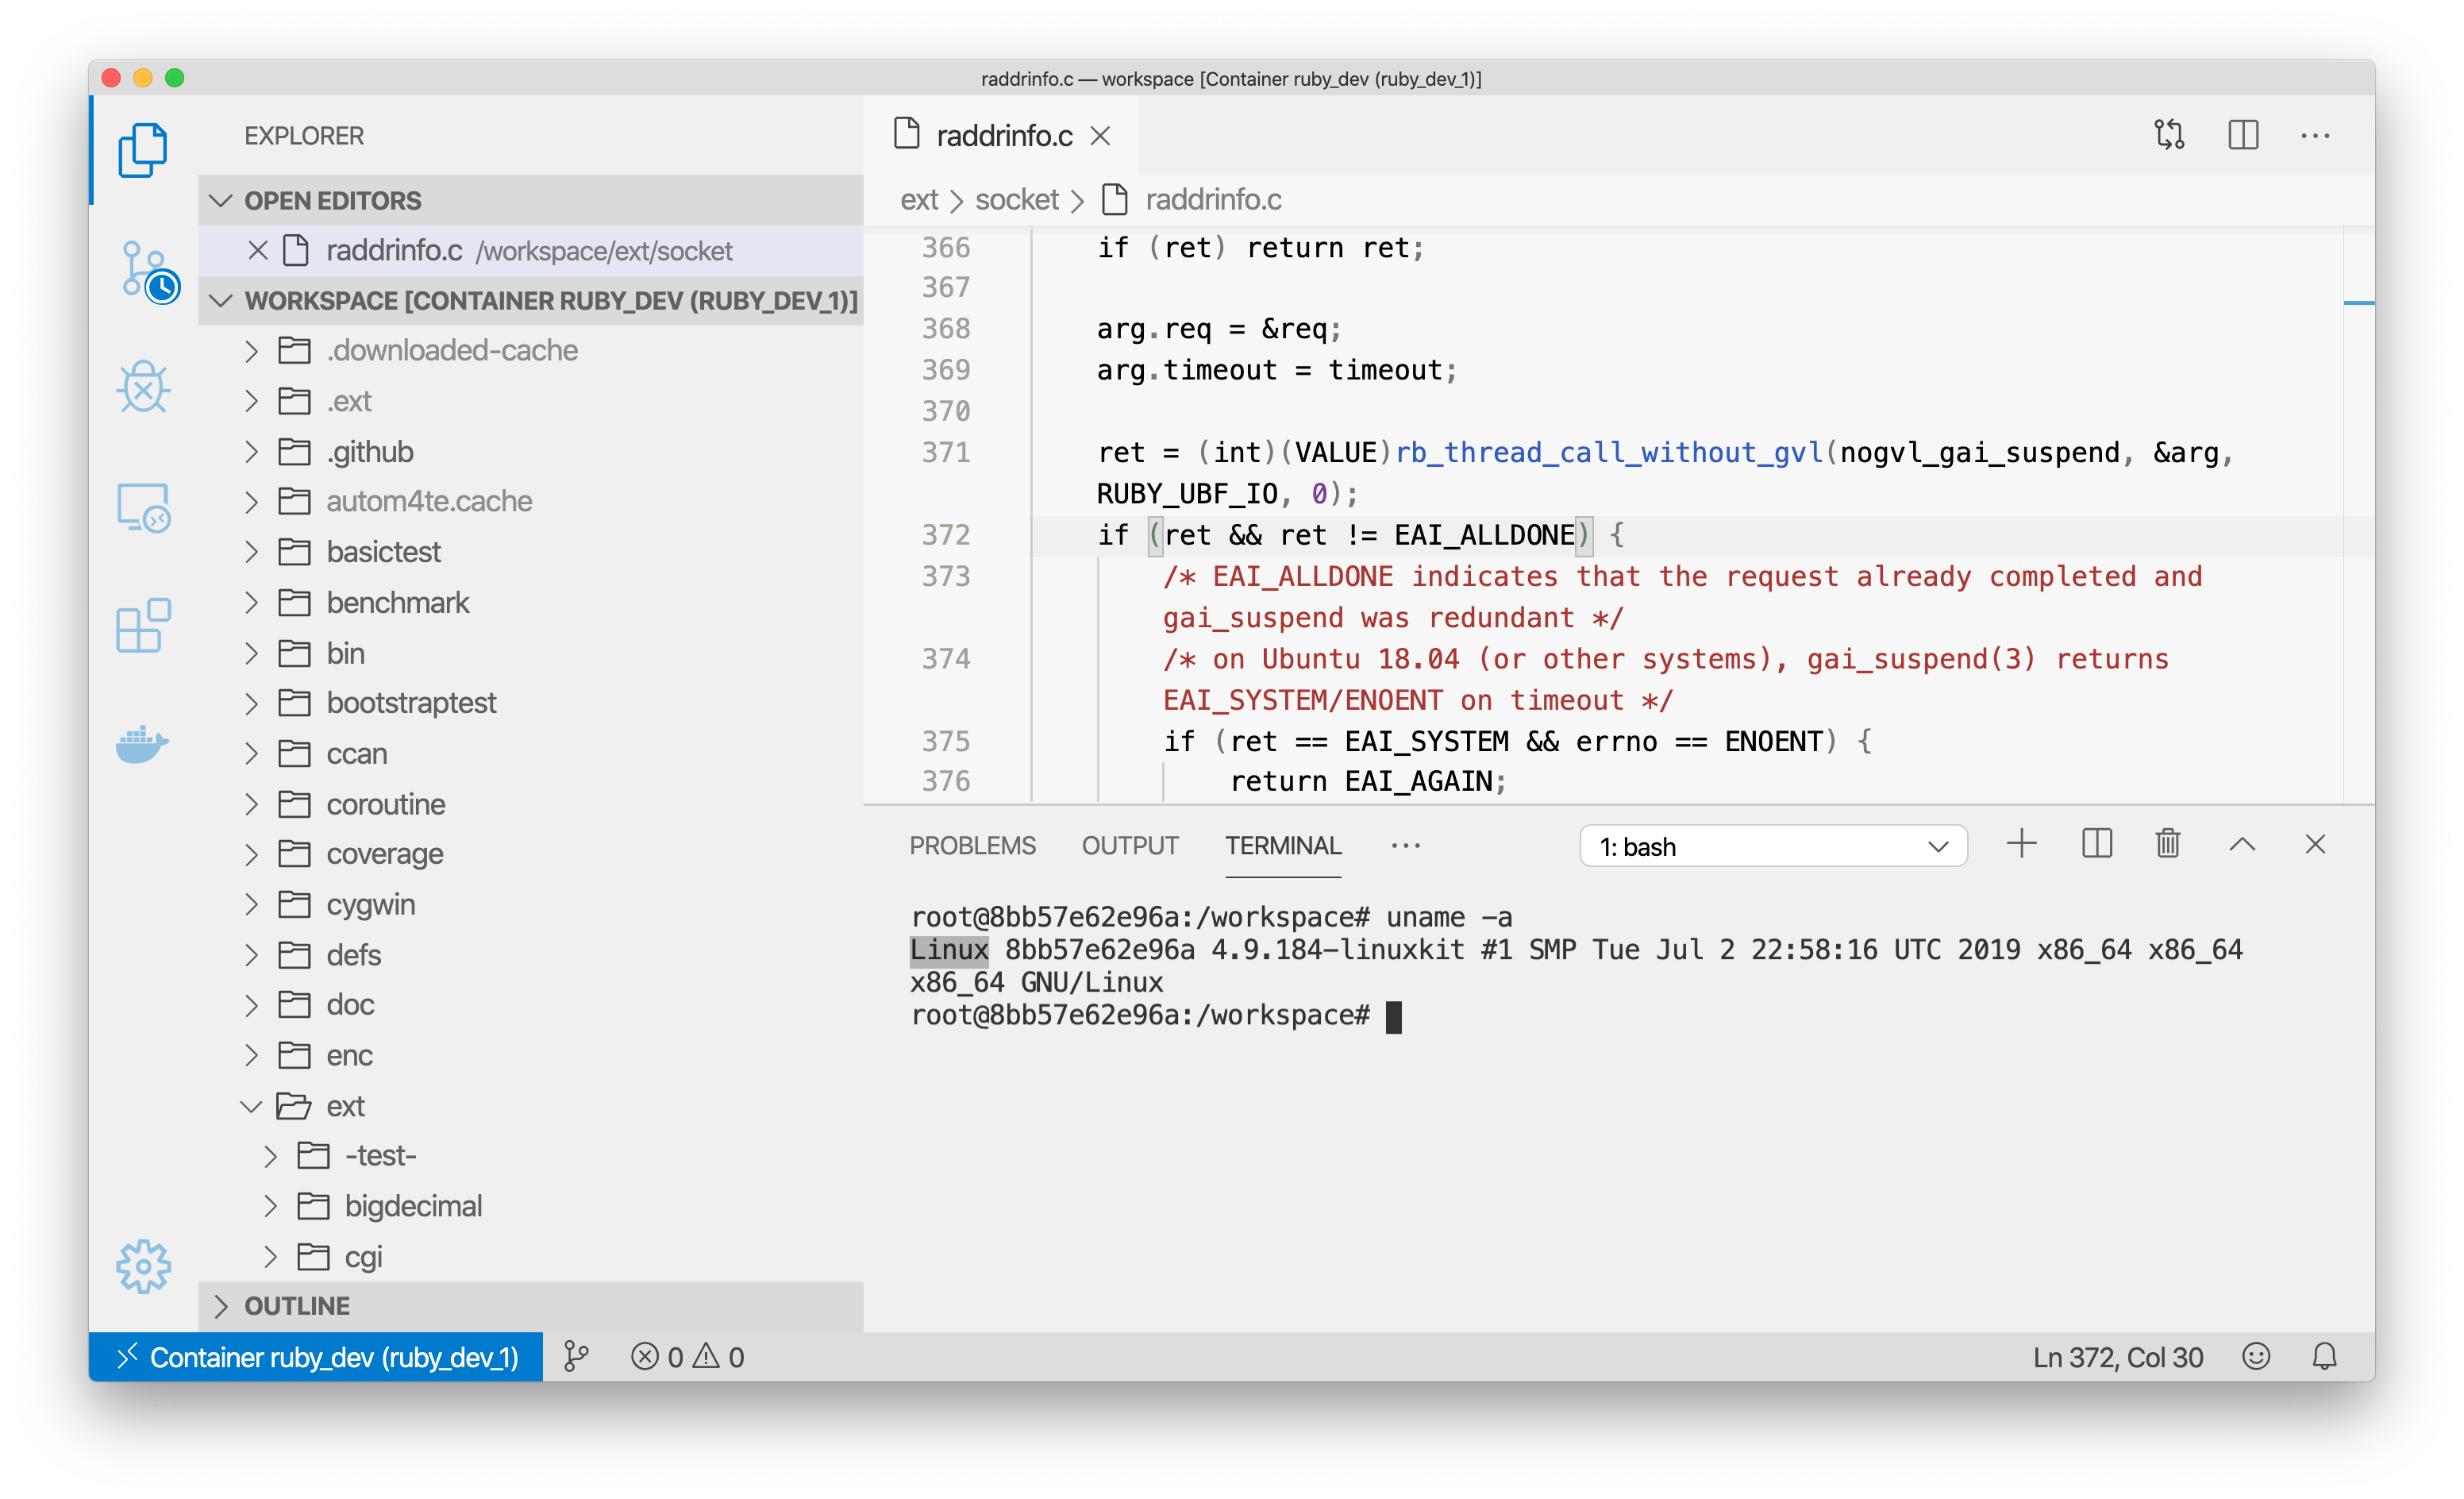 raddrinfo.c — workspace [Container ruby_dev (ruby_dev_1)]
EXPLORER
OPEN EDITORS
raddrinfo.c /workspace/ext/socket
WORKSPACE [CONTAINER RUBY_DEV (RUBY_DEV_1)]
.downloaded-cache
.ext
.github
autom4te.cache
basictest
benchmark
bin
bootstraptest
ccan
coroutine
coverage
cygwin
defs
doc
enc
ext
-test-
bigdecimal
cgi
OUTLINE
raddrinfo.c
ext > socket > raddrinfo.c
366 if (ret) return ret;
367
368 arg.req = &req;
369 arg.timeout = timeout;
370
371 ret = (int)(VALUE)rb_thread_call_without_gvl(nogvl_gai_suspend, &arg,
RUBY_UBF_IO, 0);
372 if (ret && ret != EAI_ALLDONE) {
373 /* EAI_ALLDONE indicates that the request already completed and
gai_suspend was redundant */
374 /* on Ubuntu 18.04 (or other systems), gai_suspend(3) returns
EAI_SYSTEM/ENOENT on timeout */
375 if (ret == EAI_SYSTEM && errno == ENOENT) {
376 return EAI_AGAIN;
PROBLEMS OUTPUT TERMINAL ··· 1: bash
root@8bb57e62e96a:/workspace# uname -a
Linux 8bb57e62e96a 4.9.184-linuxkit #1 SMP Tue Jul 2 22:58:16 UTC 2019 x86_64 x86_64
x86_64 GNU/Linux
root@8bb57e62e96a:/workspace#
Container ruby_dev (ruby_dev_1) 0 0 Ln 372, Col 30